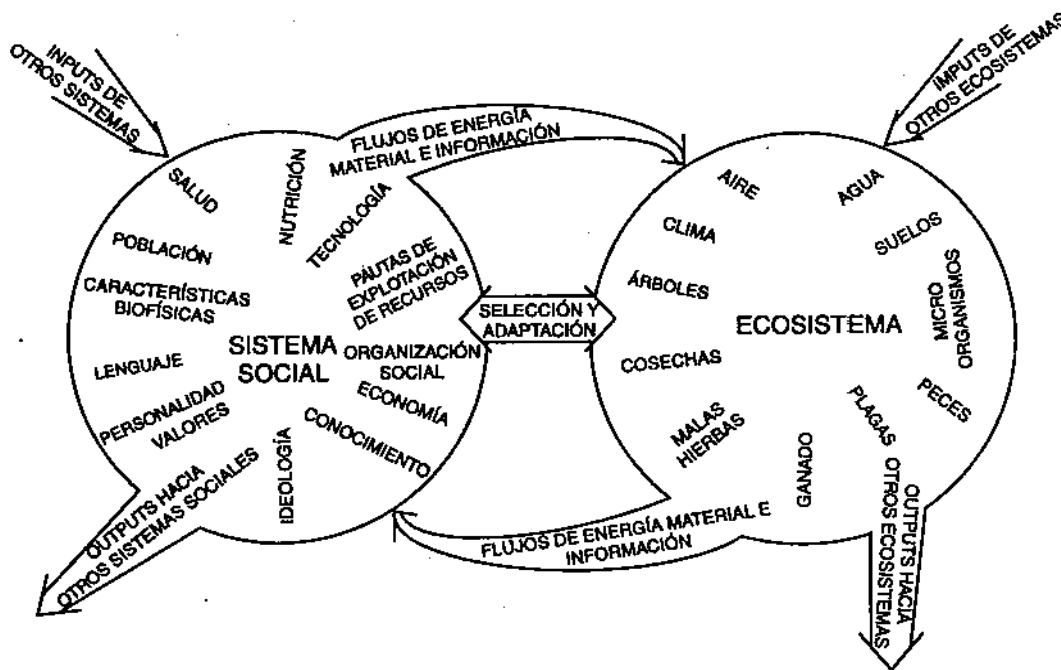 INPUTS DE
OTROS SISTEMAS
IMPUTS DE
OTROS ECOSISTEMAS
FLUJOS DE ENERGÍA
MATERIAL E INFORMACIÓN
SALUD
NUTRICIÓN
TECNOLOGÍA
POBLACIÓN
PÁUTAS DE
EXPLOTACIÓN
DE RECURSOS
CARACTERÍSTICAS
BIOFÍSICAS
SISTEMA
SOCIAL
ORGANIZACIÓN
SOCIAL
LENGUAJE
ECONOMÍA
PERSONALIDAD
VALORES
CONOCIMIENTO
IDEOLOGÍA
OUTPUTS HACIA
OTROS SISTEMAS SOCIALES
SELECCIÓN Y
ADAPTACIÓN
AIRE
AGUA
CLIMA
SUELOS
ÁRBOLES
MICRO
ORGANISMOS
ECOSISTEMA
COSECHAS
PECES
MALAS
HIERBAS
PLAGAS
GANADO
FLUJOS DE ENERGÍA MATERIAL E
INFORMACIÓN
OUTPUTS HACIA
OTROS ECOSISTEMAS